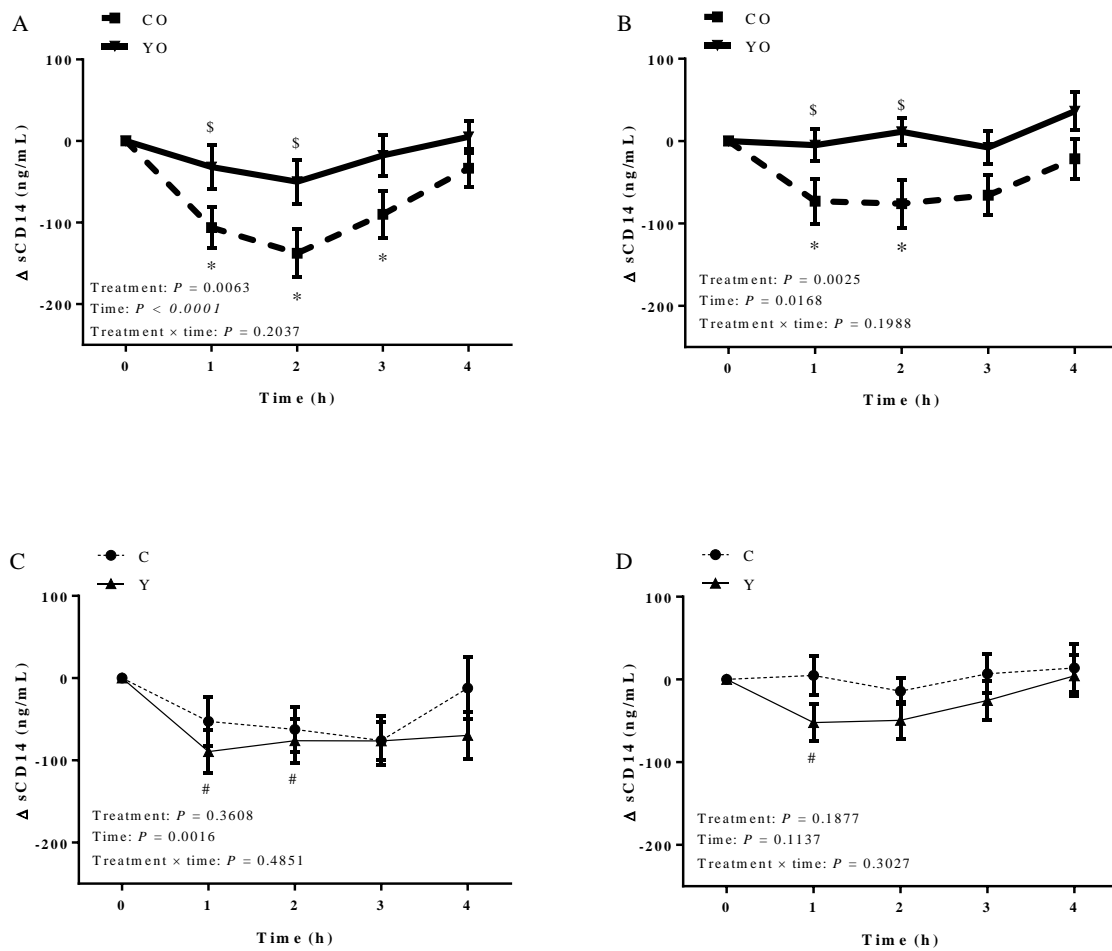 A
CO
YO
100
0
-100
-200
Δ sCD14 (ng/mL)
$
$
*
*
*
Treatment: P = 0.0063
Time: P < 0.0001
Treatment × time: P = 0.2037
0 1 2 3 4
Time (h)
B
CO
YO
100
0
-100
-200
Δ sCD14 (ng/mL)
$
$
*
*
Treatment: P = 0.0025
Time: P = 0.0168
Treatment × time: P = 0.1988
0 1 2 3 4
Time (h)
C
C
Y
100
0
-100
-200
Δ sCD14 (ng/mL)
#
#
Treatment: P = 0.3608
Time: P = 0.0016
Treatment × time: P = 0.4851
0 1 2 3 4
Time (h)
D
C
Y
100
0
-100
-200
Δ sCD14 (ng/mL)
#
Treatment: P = 0.1877
Time: P = 0.1137
Treatment × time: P = 0.3027
0 1 2 3 4
Time (h)